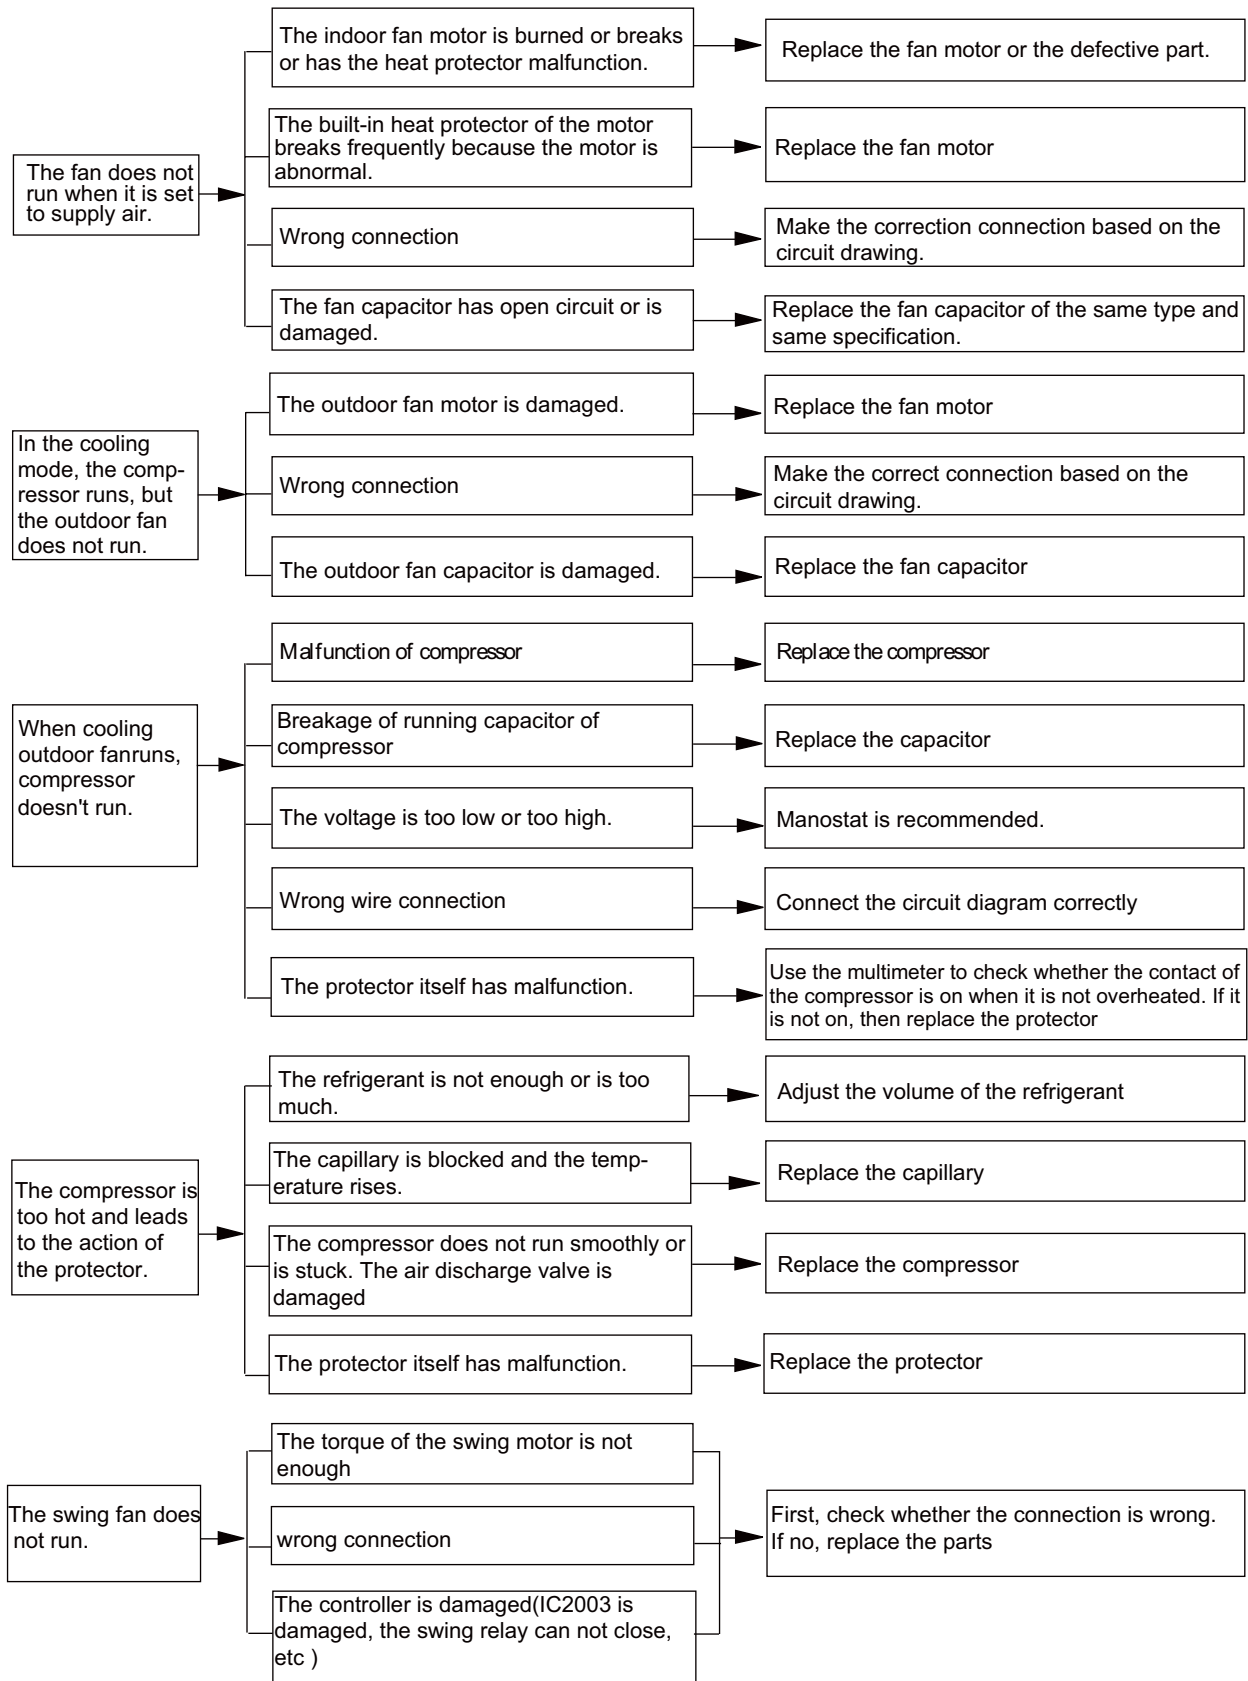 The fan does not
run when it is set
to supply air.
The indoor fan motor is burned or breaks
or has the heat protector malfunction.
Replace the fan motor or the defective part.
The built-in heat protector of the motor
breaks frequently because the motor is
abnormal.
Replace the fan motor
Wrong connection
Make the correction connection based on the
circuit drawing.
The fan capacitor has open circuit or is
damaged.
Replace the fan capacitor of the same type and
same specification.
In the cooling
mode, the comp-
ressor runs, but
the outdoor fan
does not run.
The outdoor fan motor is damaged.
Replace the fan motor
Wrong connection
Make the correct connection based on the
circuit drawing.
The outdoor fan capacitor is damaged.
Replace the fan capacitor
When cooling
outdoor fanruns,
compressor
doesn't run.
Malfunction of compressor
Replace the compressor
Breakage of running capacitor of
compressor
Replace the capacitor
The voltage is too low or too high.
Manostat is recommended.
Wrong wire connection
Connect the circuit diagram correctly
The protector itself has malfunction.
Use the multimeter to check whether the contact of
the compressor is on when it is not overheated. If it
is not on, then replace the protector
The compressor is
too hot and leads
to the action of
the protector.
The refrigerant is not enough or is too
much.
Adjust the volume of the refrigerant
The capillary is blocked and the temp-
erature rises.
Replace the capillary
The compressor does not run smoothly or
is stuck. The air discharge valve is
damaged
Replace the compressor
The protector itself has malfunction.
Replace the protector
The swing fan does
not run.
The torque of the swing motor is not
enough
wrong connection
The controller is damaged(IC2003 is
damaged, the swing relay can not close,
etc )
First, check whether the connection is wrong.
If no, replace the parts